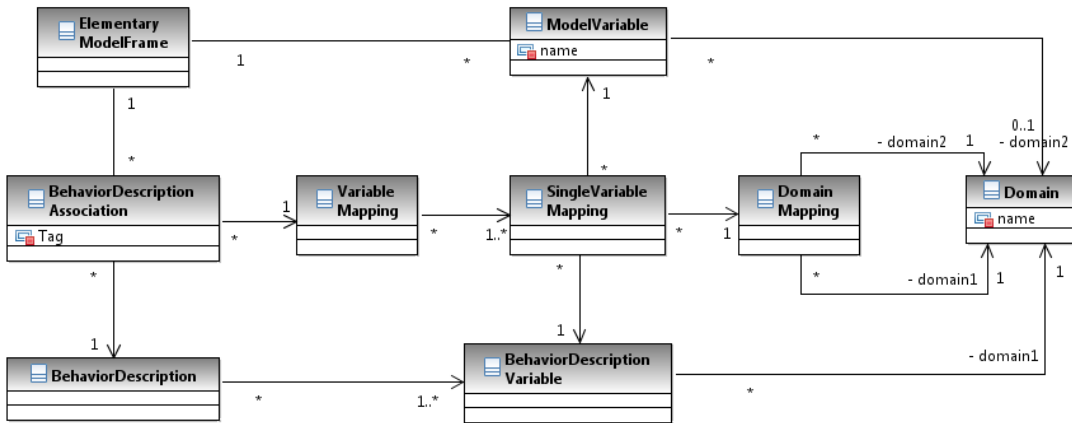 Elementary
ModelFrame
1
*
ModelVariable
name
*
1
1
0..1
- domain2
*
- domain2
1
*
*
BehaviorDescription
Association
Tag
1
*
Variable
Mapping
*
1..*
SingleVariable
Mapping
*
1
Domain
Mapping
Domain
name
*
*
*
- domain1
1
1
1
1
- domain1
BehaviorDescription
*
1..*
BehaviorDescription
Variable
*